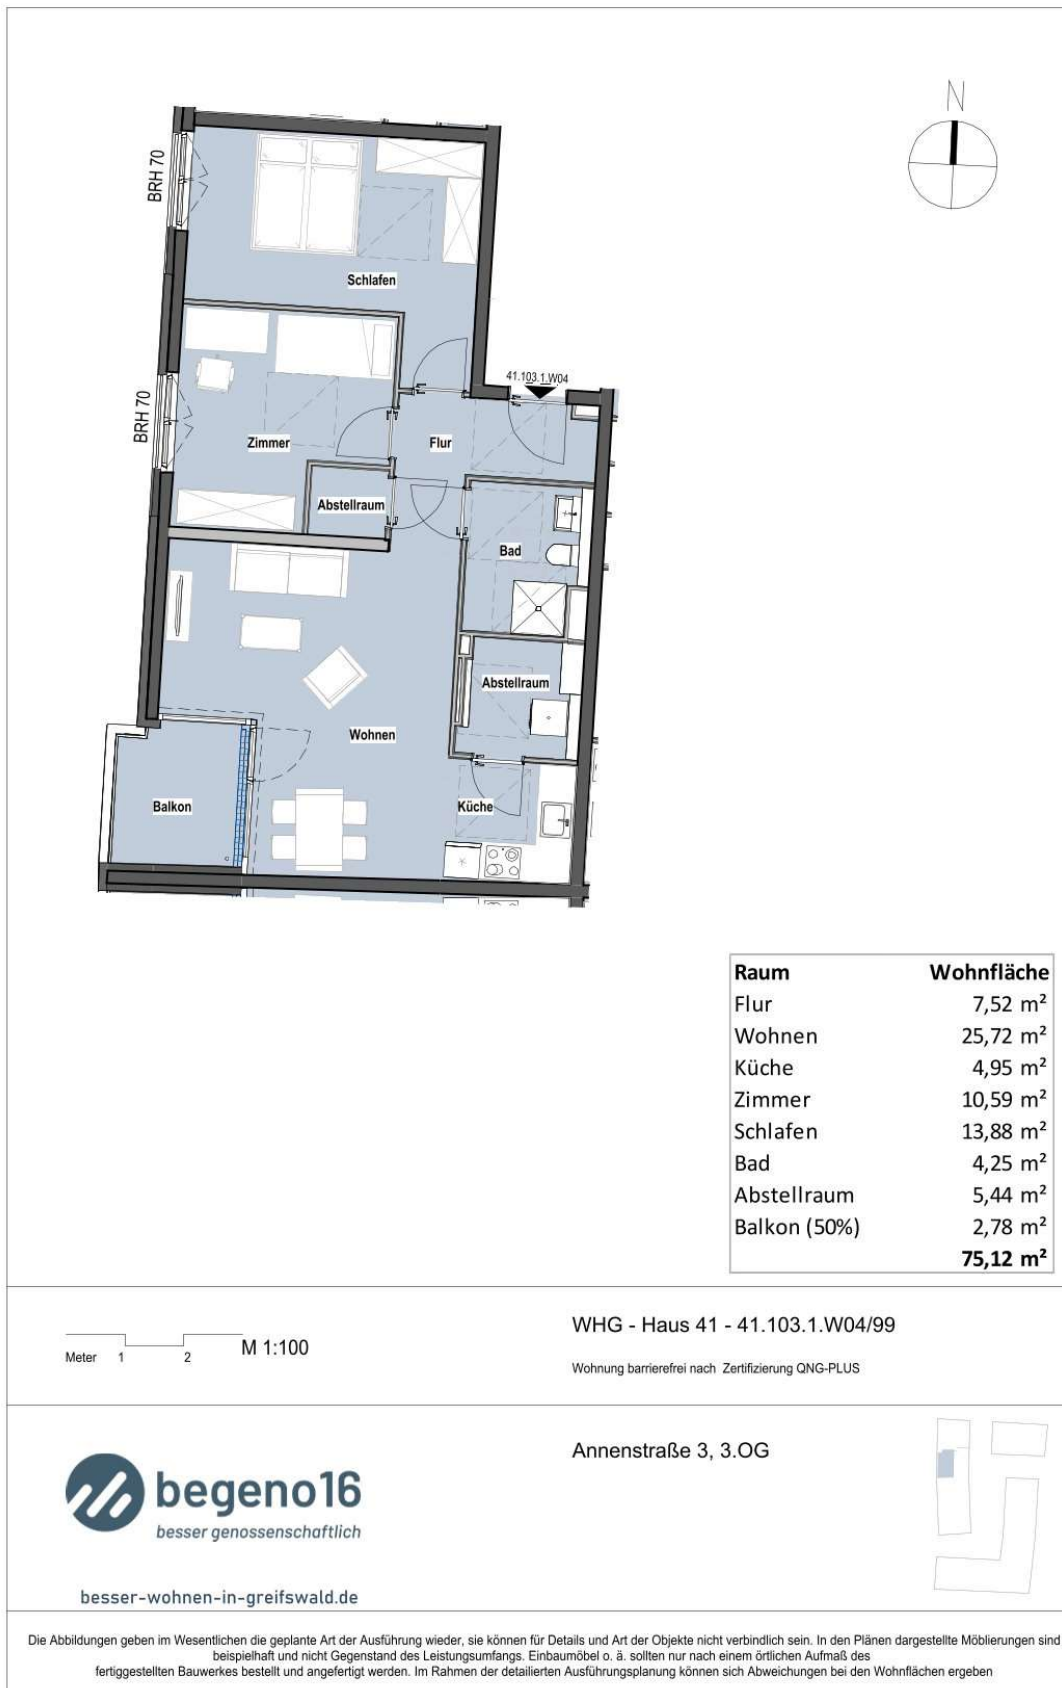 N
BRH 70
Schlafen
41.103.1.W04
BRH 70
Zimmer
Flur
Abstellraum
Bad
Abstellraum
Wohnen
Balkon
Küche
Raum Wohnfläche
Flur 7,52 m²
Wohnen 25,72 m²
Küche 4,95 m²
Zimmer 10,59 m²
Schlafen 13,88 m²
Bad 4,25 m²
Abstellraum 5,44 m²
Balkon (50%) 2,78 m²
75,12 m²
Meter 1 2 M 1:100
WHG - Haus 41 - 41.103.1.W04/99
Wohnung barrierefrei nach Zertifizierung QNG-PLUS
Annenstraße 3, 3.OG
begeno16
besser genossenschaftlich
besser-wohnen-in-greifswald.de
Die Abbildungen geben im Wesentlichen die geplante Art der Ausführung wieder, sie können für Details und Art der Objekte nicht verbindlich sein. In den Plänen dargestellte Möblierungen sind
beispielhaft und nicht Gegenstand des Leistungsumfangs. Einbaumöbel o. ä. sollten nur nach einem örtlichen Aufmaß des
fertiggestellten Bauwerkes bestellt und angefertigt werden. Im Rahmen der detailierten Ausführungsplanung können sich Abweichungen bei den Wohnflächen ergeben